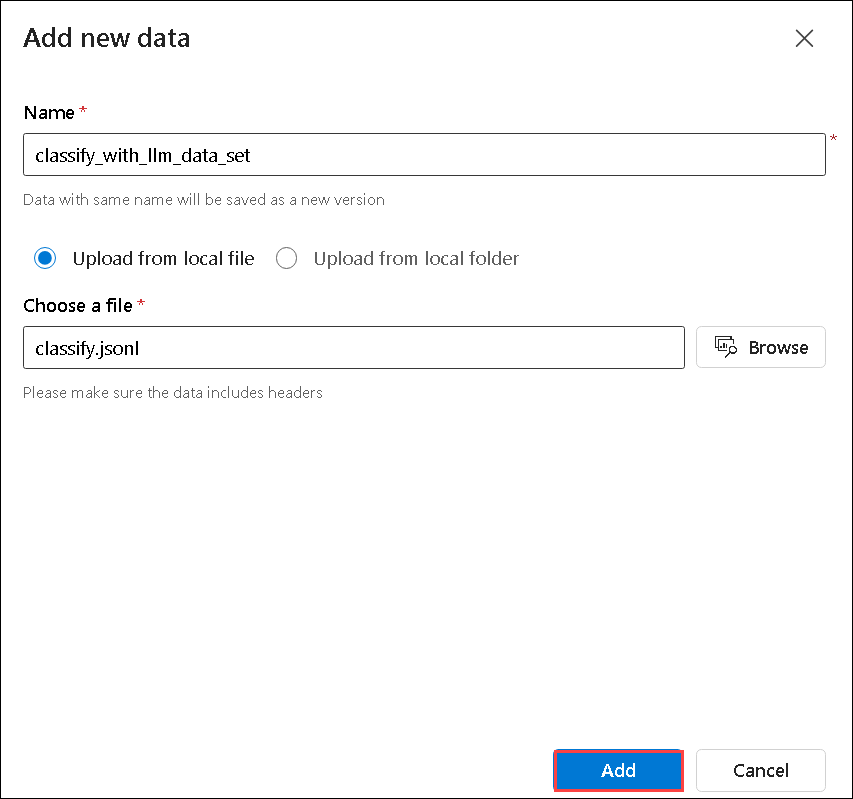 Add new data
Name *
*
classify_with_llm_data_set
Data with same name will be saved as a new version
Upload from local file Upload from local folder
Choose a file *
classify.jsonl Browse
Please make sure the data includes headers
Add Cancel